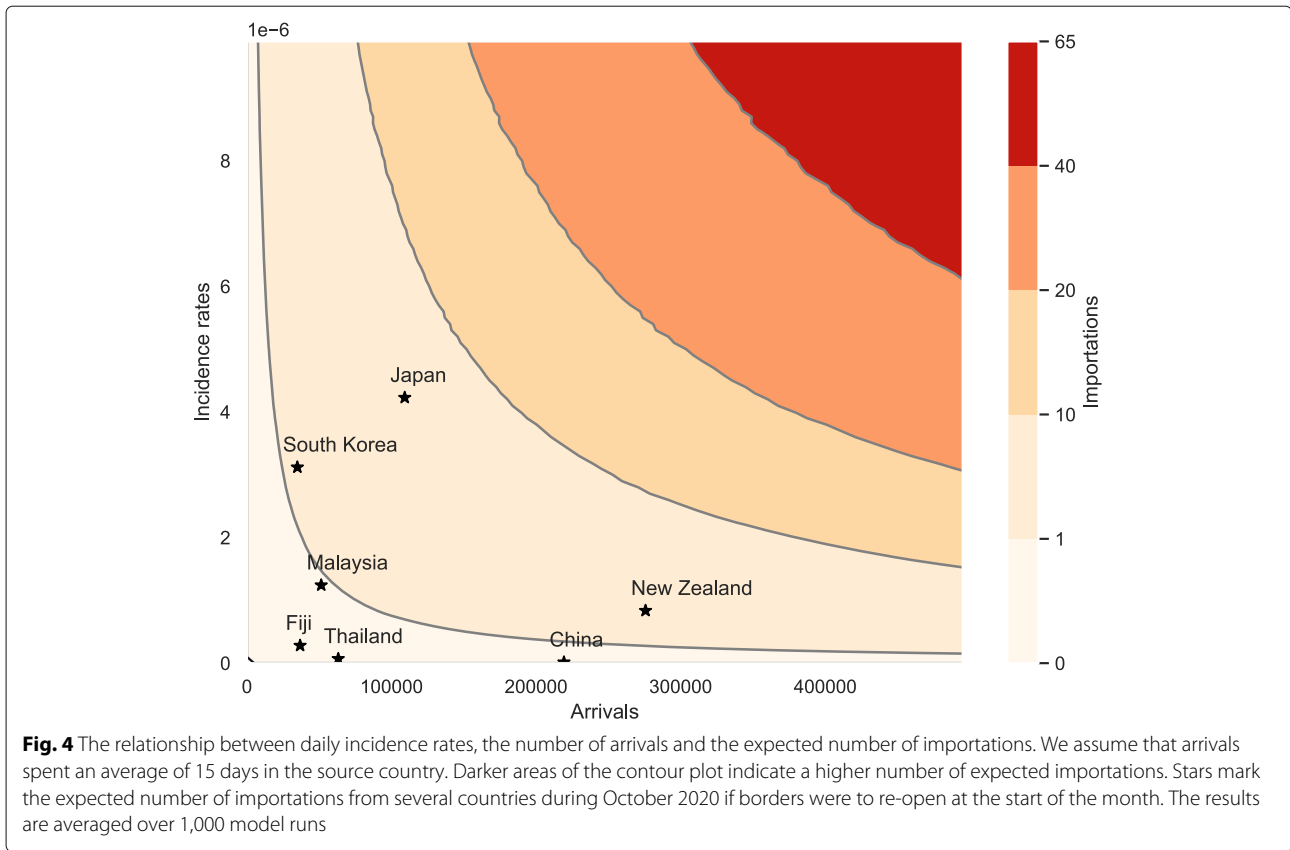 1e−6
65
8
40
6
20
Incidence rates
Importations
Japan
4
10
South Korea
2
Malaysia
1
New Zealand
Fiji
Thailand
China
0
0
0
100000
200000
300000
400000
Arrivals
Fig. 4 The relationship between daily incidence rates, the number of arrivals and the expected number of importations. We assume that arrivals
spent an average of 15 days in the source country. Darker areas of the contour plot indicate a higher number of expected importations. Stars mark
the expected number of importations from several countries during October 2020 if borders were to re-open at the start of the month. The results
are averaged over 1,000 model runs